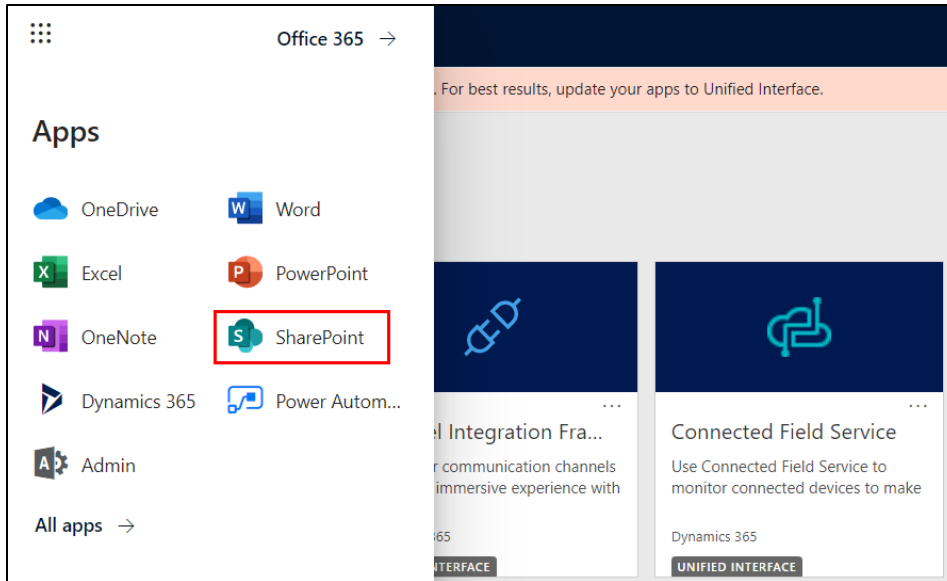 Office 365 →
. For best results, update your apps to Unified Interface.
Apps
OneDrive
Word
Excel
PowerPoint
OneNote
SharePoint
Dynamics 365
Power Autom...
Admin
All apps →
el Integration Fra...
r communication channels
immersive experience with
365
NTERFACE
...
Connected Field Service
Use Connected Field Service to
monitor connected devices to make
Dynamics 365
UNIFIED INTERFACE
...